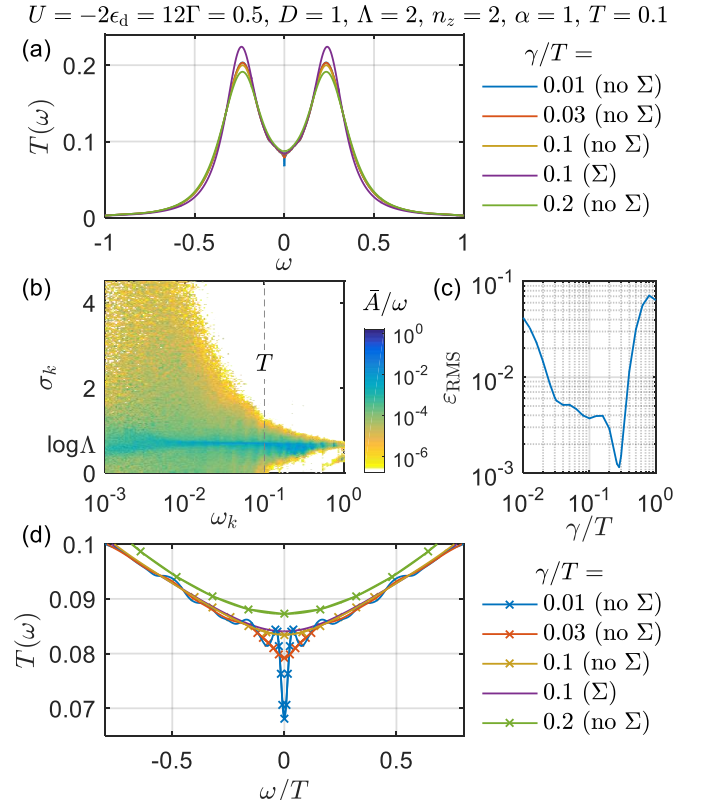 U = −2ϵ_d = 12Γ = 0.5, D = 1, Λ = 2, n_z = 2, α = 1, T = 0.1
(a)
γ/T =
0.01 (no Σ)
0.03 (no Σ)
0.1 (no Σ)
0.1 (Σ)
0.2 (no Σ)
T(ω)
0.2
0.1
0
-1
-0.5
0
0.5
1
ω
(b)
σ_k
4
2
logΛ
0
T
10^-3
10^-2
10^-1
10^0
ω_k
Ā/ω
10^0
10^-2
10^-4
10^-6
(c)
ε_RMS
10^-1
10^-2
10^-3
10^-2
10^-1
10^0
γ/T
(d)
T(ω)
0.1
0.09
0.08
0.07
-0.5
0
0.5
ω/T
γ/T =
0.01 (no Σ)
0.03 (no Σ)
0.1 (no Σ)
0.1 (Σ)
0.2 (no Σ)